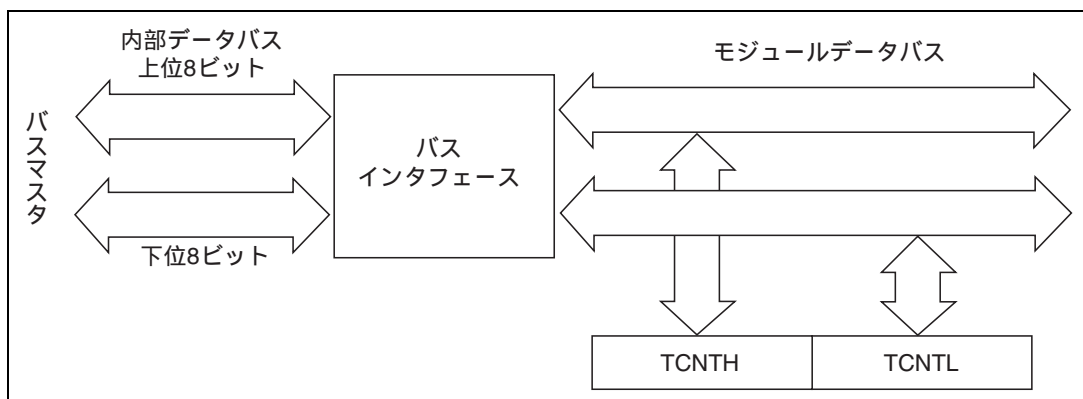 内部データバス
上位8ビット
モジュールデータバス
バスマスタ
バス
インタフェース
下位8ビット
TCNTH
TCNTL